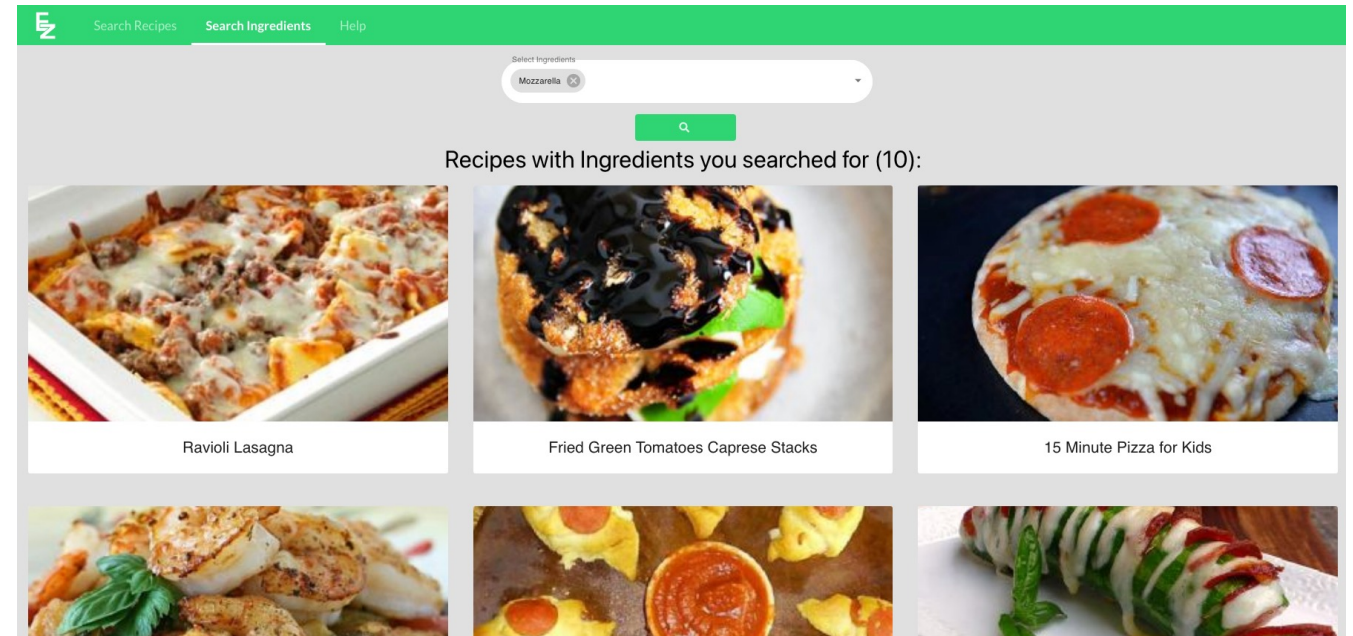 EZ
Search Recipes
Search Ingredients
Help
Select Ingredients
Mozzarella
Recipes with Ingredients you searched for (10):
Ravioli Lasagna
Fried Green Tomatoes Caprese Stacks
15 Minute Pizza for Kids